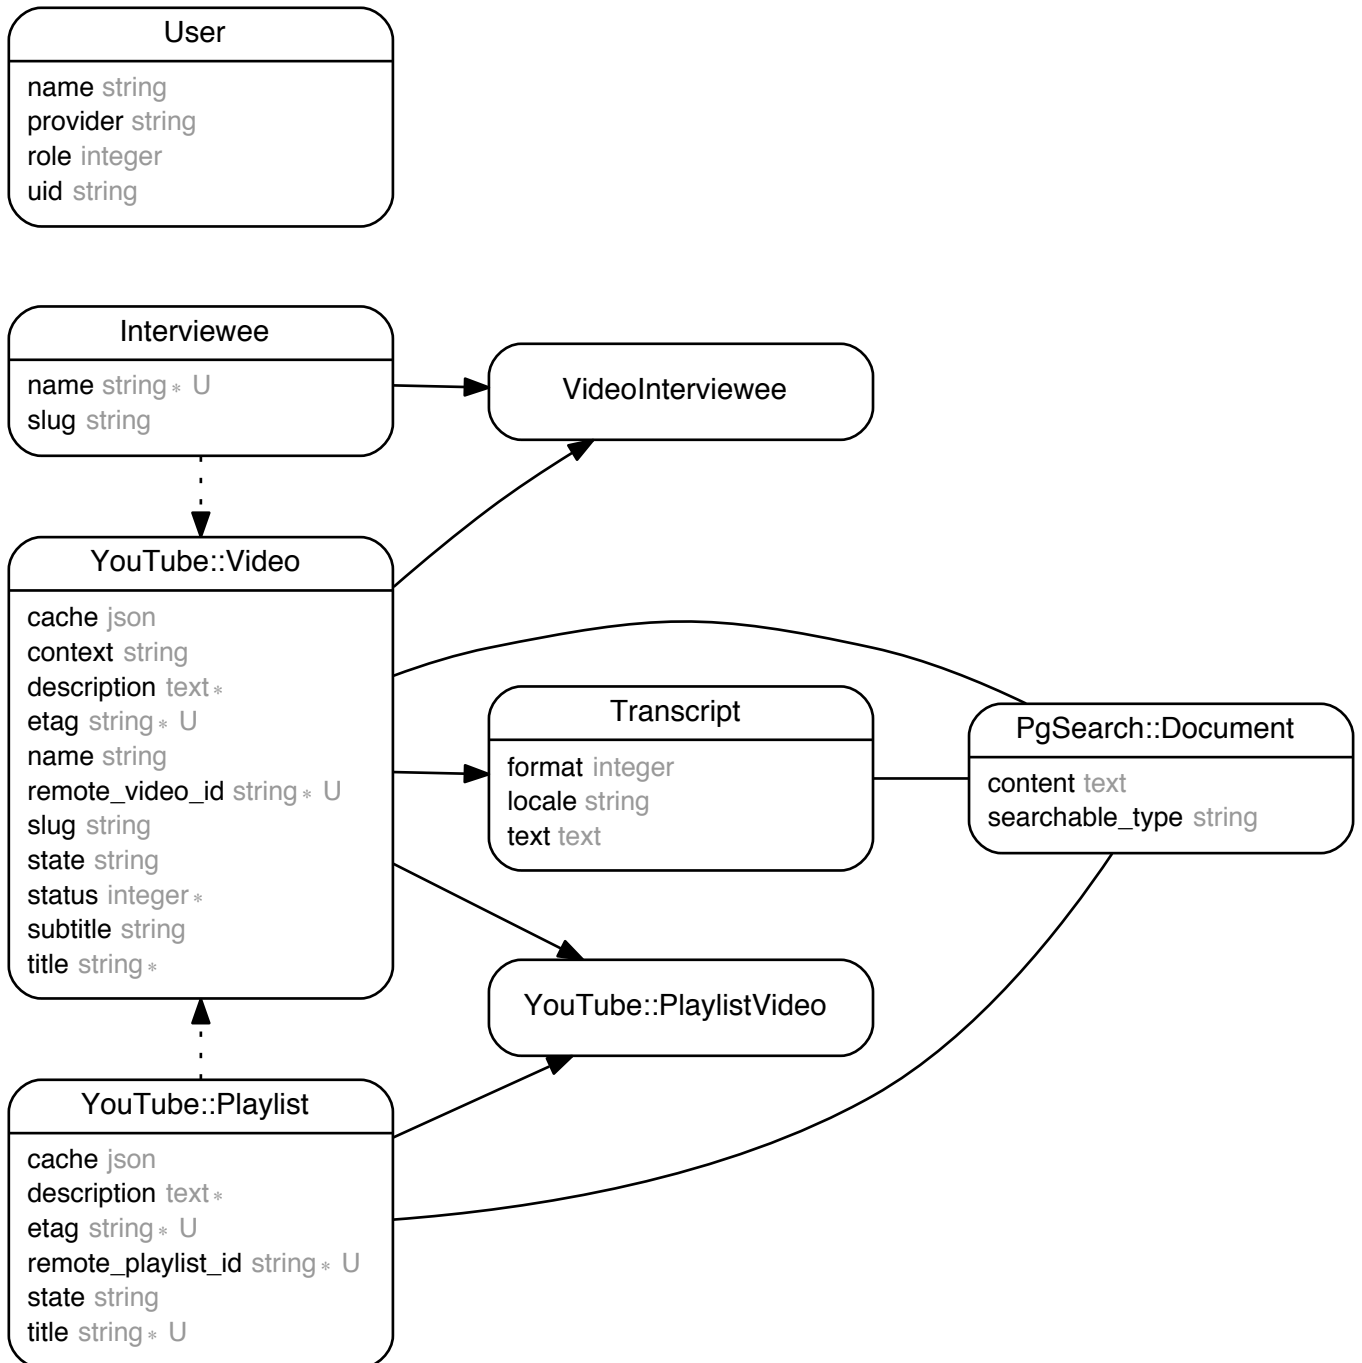 User
name string
provider string
role integer
uid string
Interviewee
name string* U
slug string
VideoInterviewee
YouTube::Video
cache json
context string
description text*
etag string* U
name string
remote_video_id string* U
slug string
state string
status integer*
subtitle string
title string*
Transcript
format integer
locale string
text text
PgSearch::Document
content text
searchable_type string
YouTube::PlaylistVideo
YouTube::Playlist
cache json
description text*
etag string* U
remote_playlist_id string* U
state string
title string* U